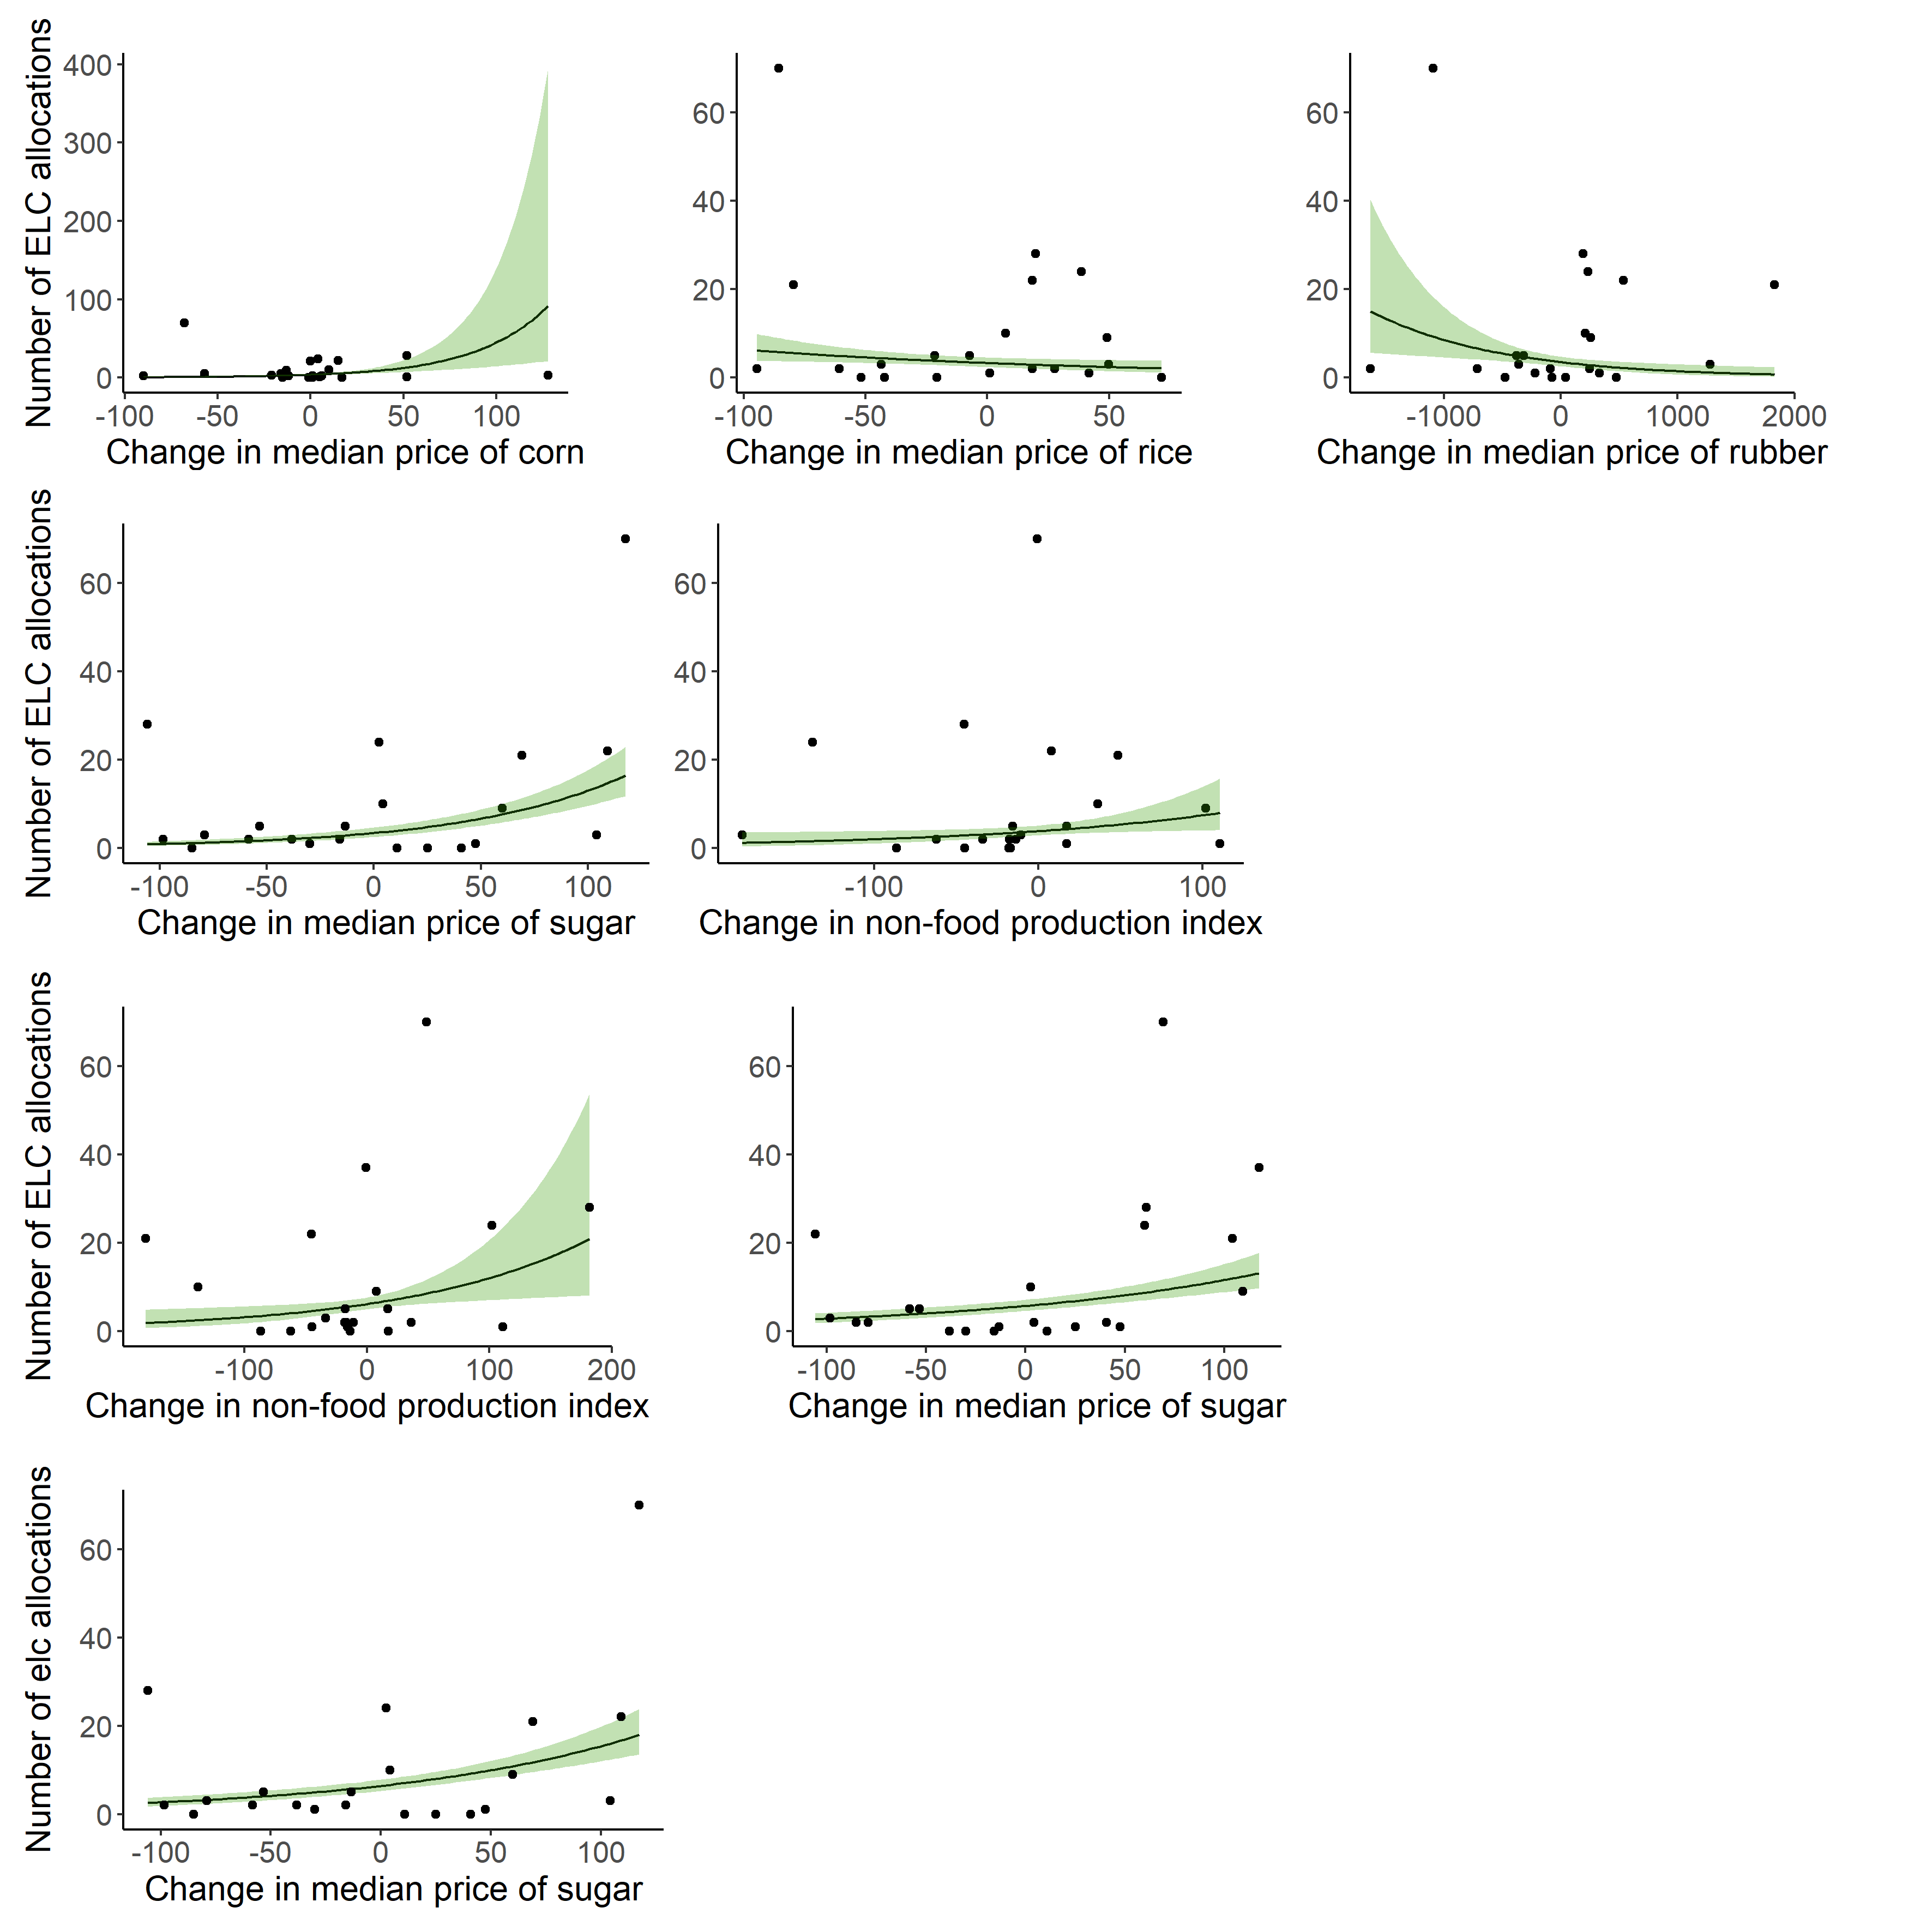 Number of ELC allocations
400
300
200
100
0
-100 -50 0 50 100
Change in median price of corn
60
40
20
0
-100 -50 0 50
Change in median price of rice
60
40
20
0
-1000 0 1000 2000
Change in median price of rubber
Number of ELC allocations
60
40
20
0
-100 -50 0 50 100
Change in median price of sugar
60
40
20
0
-100 0 100
Change in non-food production index
Number of ELC allocations
60
40
20
0
-100 0 100 200
Change in non-food production index
60
40
20
0
-100 -50 0 50 100
Change in median price of sugar
Number of elc allocations
60
40
20
0
-100 -50 0 50 100
Change in median price of sugar